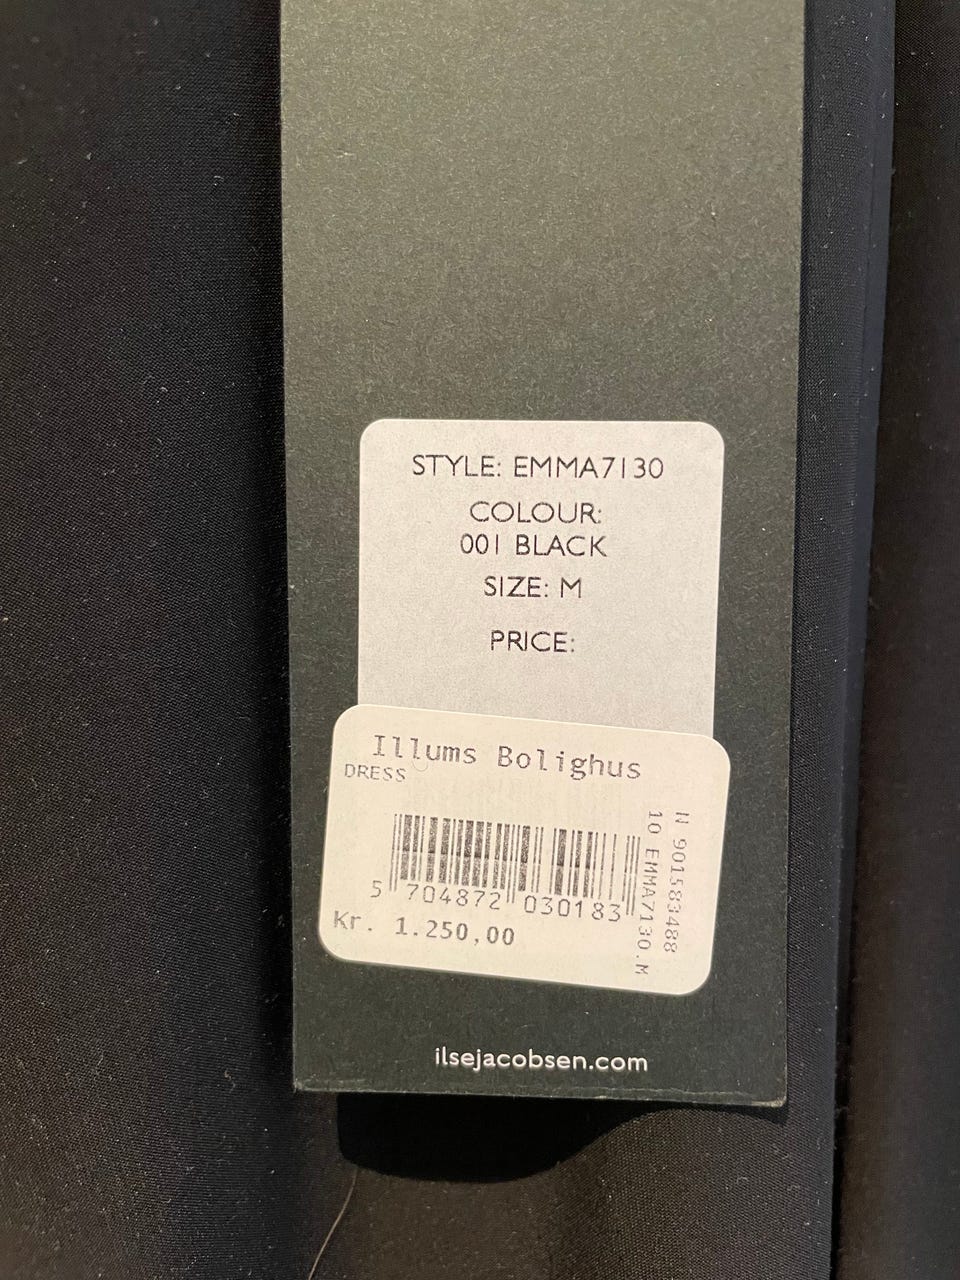 STYLE: EMMA7130
COLOUR:
001 BLACK
SIZE: M
PRICE:
Illums Bolighus
DRESS
5 704872 030183
Kr. 1.250,00
N 901583488
10 EMMA7130.M
ilsejacobsen.com